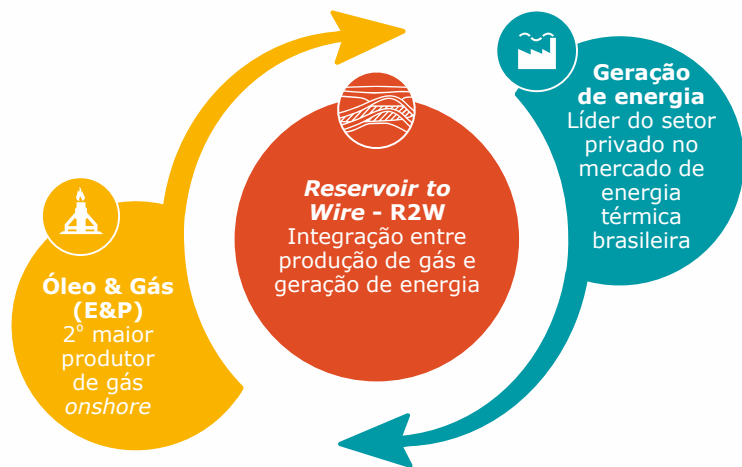 Óleo & Gás
(E&P)
2º maior
produtor
de gás
onshore
Reservoir to
Wire - R2W
Integração entre
produção de gás e
geração de energia
Geração
de energia
Líder do setor
privado no
mercado de
energia
térmica
brasileira